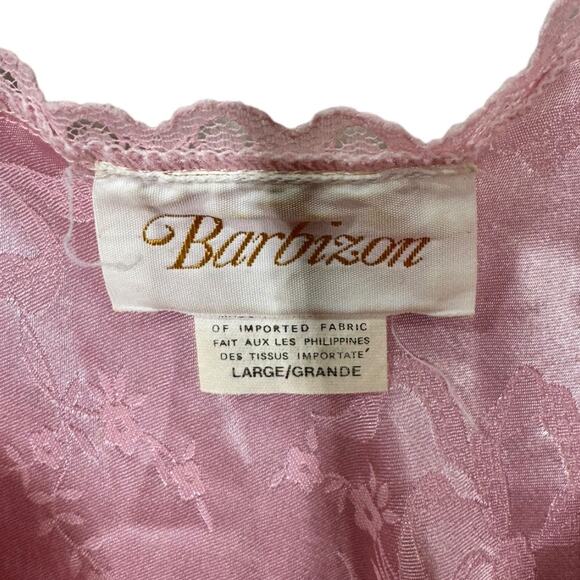 Barbizon
OF IMPORTED FABRIC
FAIT AUX LES PHILIPPINES
DES TISSUS IMPORTATE'
LARGE/GRANDE